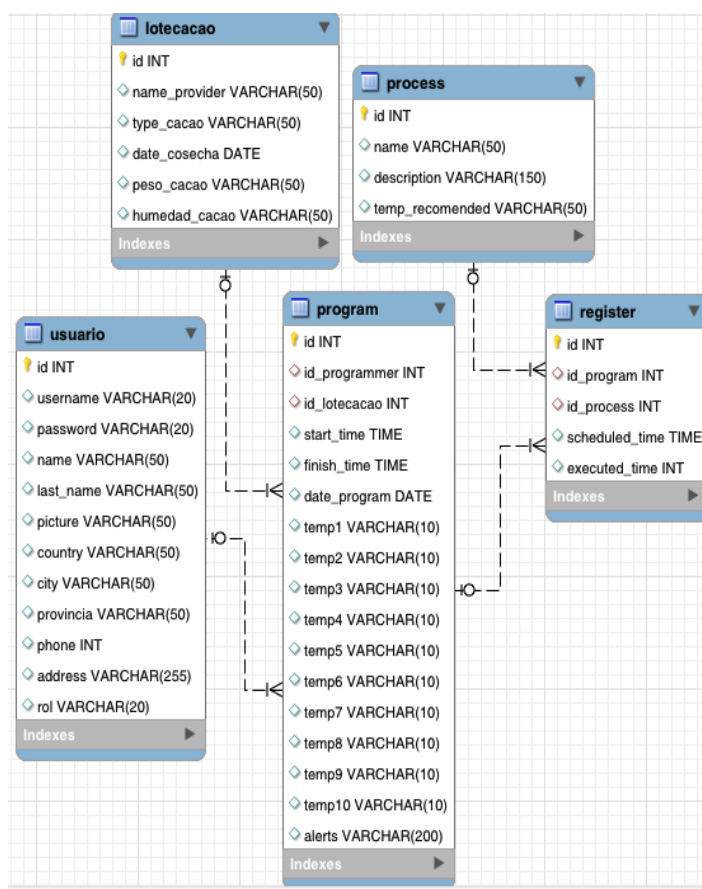 lotecacao
id INT
name_provider VARCHAR(50)
type_cacao VARCHAR(50)
date_cosecha DATE
peso_cacao VARCHAR(50)
humedad_cacao VARCHAR(50)
Indexes
process
id INT
name VARCHAR(50)
description VARCHAR(150)
temp_recomended VARCHAR(50)
Indexes
usuario
id INT
username VARCHAR(20)
password VARCHAR(20)
name VARCHAR(50)
last_name VARCHAR(50)
picture VARCHAR(50)
country VARCHAR(50)
city VARCHAR(50)
provincia VARCHAR(50)
phone INT
address VARCHAR(255)
rol VARCHAR(20)
Indexes
program
id INT
id_programmer INT
id_lotecacao INT
start_time TIME
finish_time TIME
date_program DATE
temp1 VARCHAR(10)
temp2 VARCHAR(10)
temp3 VARCHAR(10)
temp4 VARCHAR(10)
temp5 VARCHAR(10)
temp6 VARCHAR(10)
temp7 VARCHAR(10)
temp8 VARCHAR(10)
temp9 VARCHAR(10)
temp10 VARCHAR(10)
alerts VARCHAR(200)
Indexes
register
id INT
id_program INT
id_process INT
scheduled_time TIME
executed_time INT
Indexes